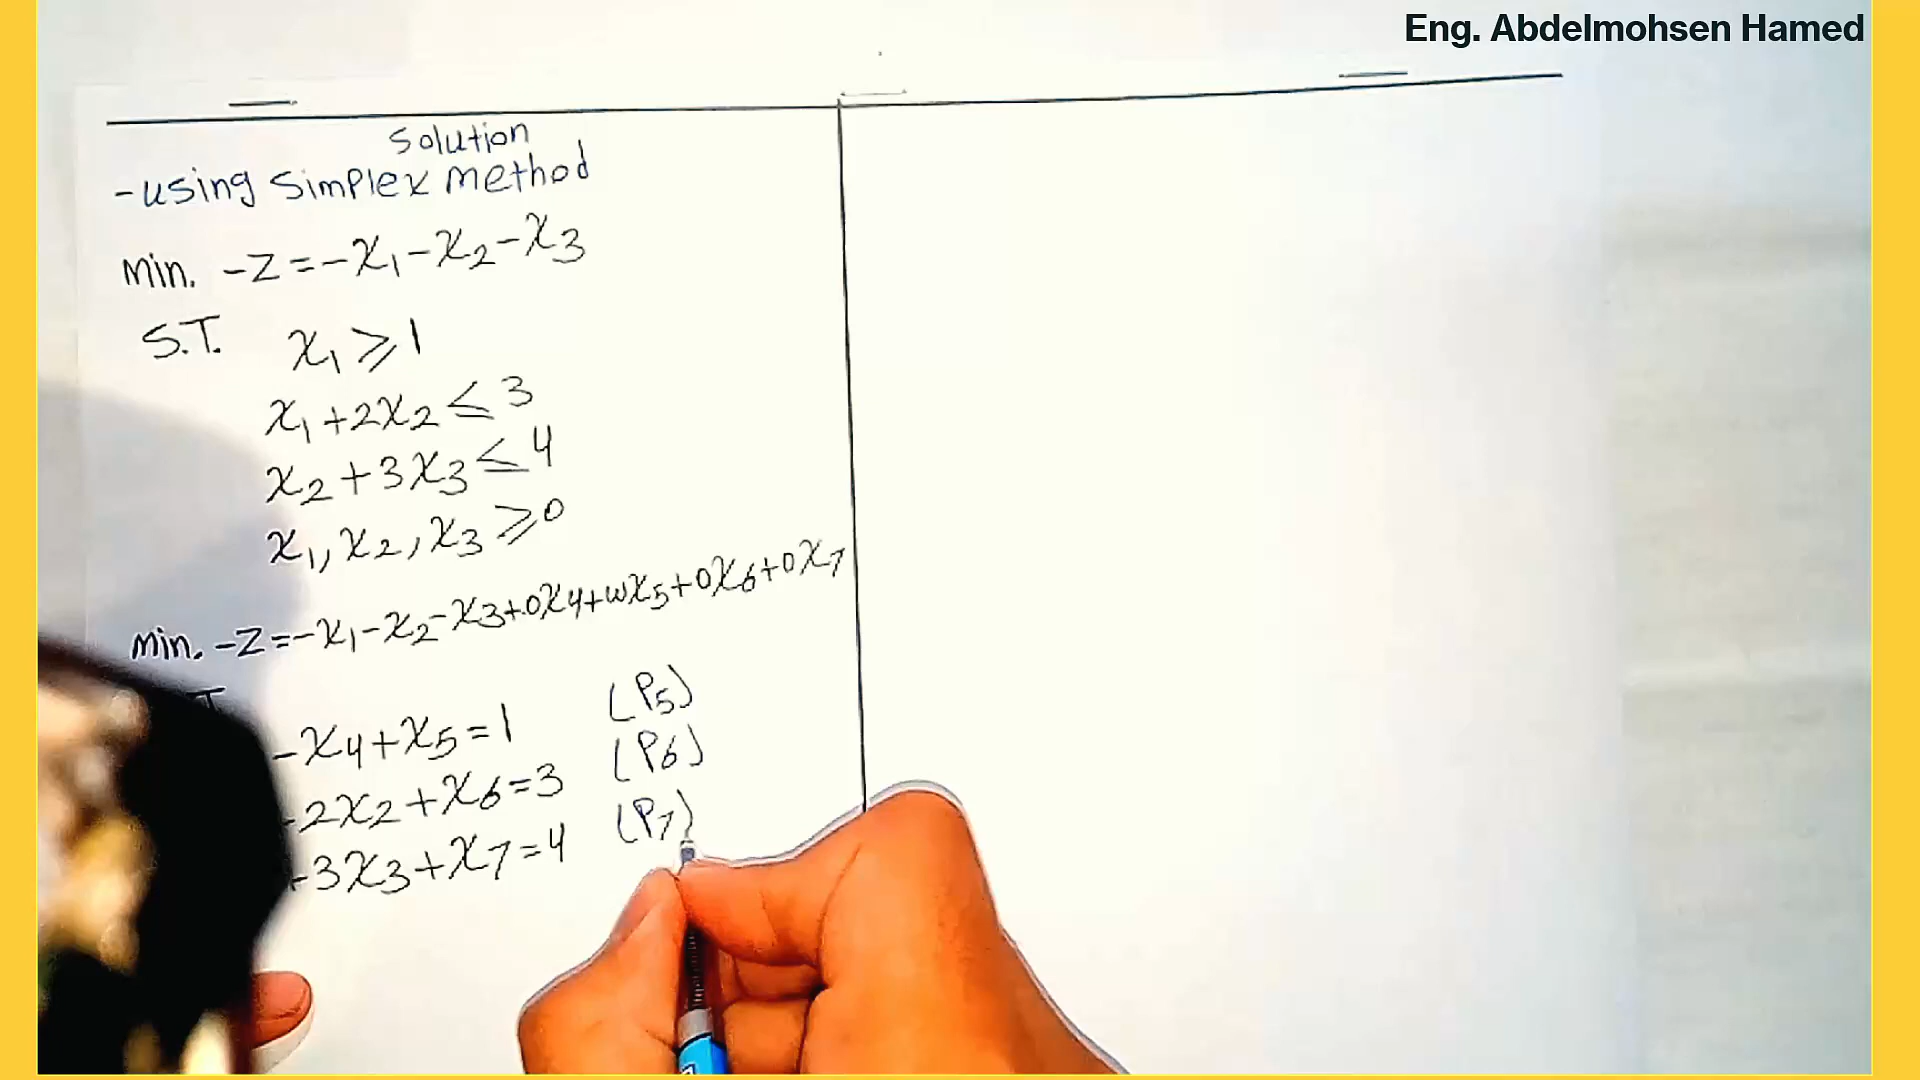 Eng. Abdelmohsen Hamed
Solution
-using Simplex Method
Min. -Z=-x₁-x₂-x₃
S.T. x₁≥1
x₁+2x₂≤3
x₂+3x₃≤4
x₁,x₂,x₃≥0
Min. -Z=-x₁-x₂-x₃+0x₄+wx₅+0x₆+0x₇
-x₄+x₅=1 (P₅)
2x₂+x₆=3 (P₆)
3x₃+x₇=4 (P₇)